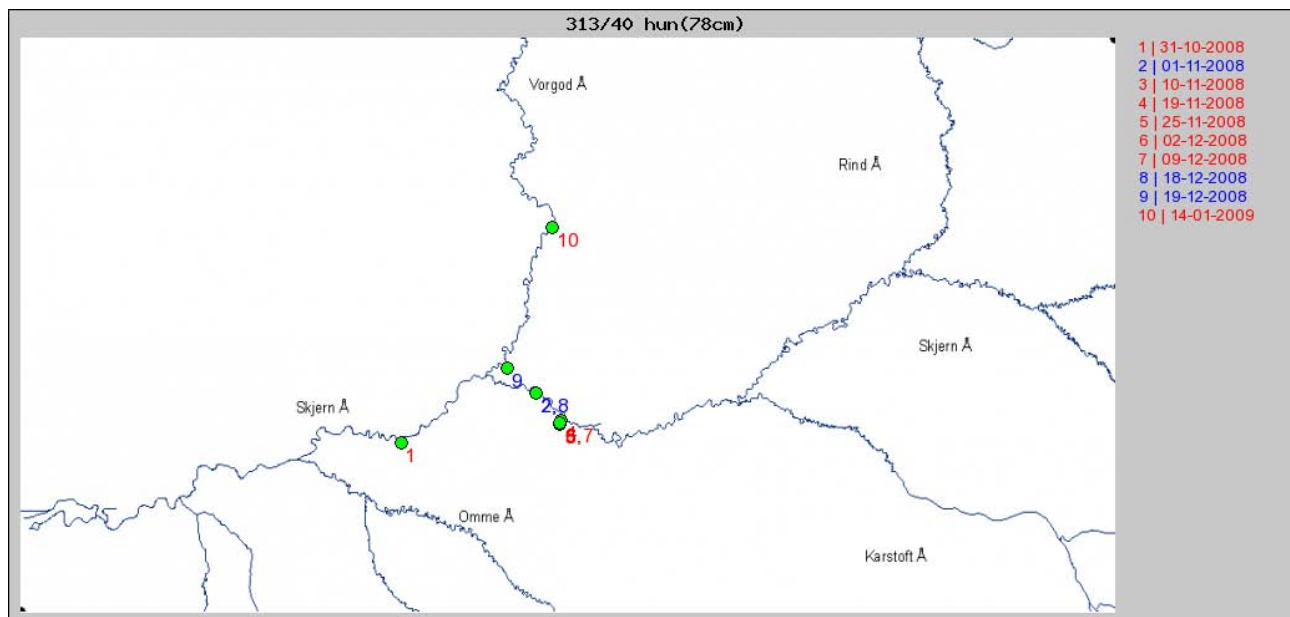 313/40 hun(78cm)
1 | 31-10-2008
2 | 01-11-2008
3 | 10-11-2008
4 | 19-11-2008
5 | 25-11-2008
6 | 02-12-2008
7 | 09-12-2008
8 | 18-12-2008
9 | 19-12-2008
10 | 14-01-2009
Vorgod Å
Rind Å
10
Skjern Å
9
2,8
Skjern Å
7
1
Omme Å
Karstoft Å